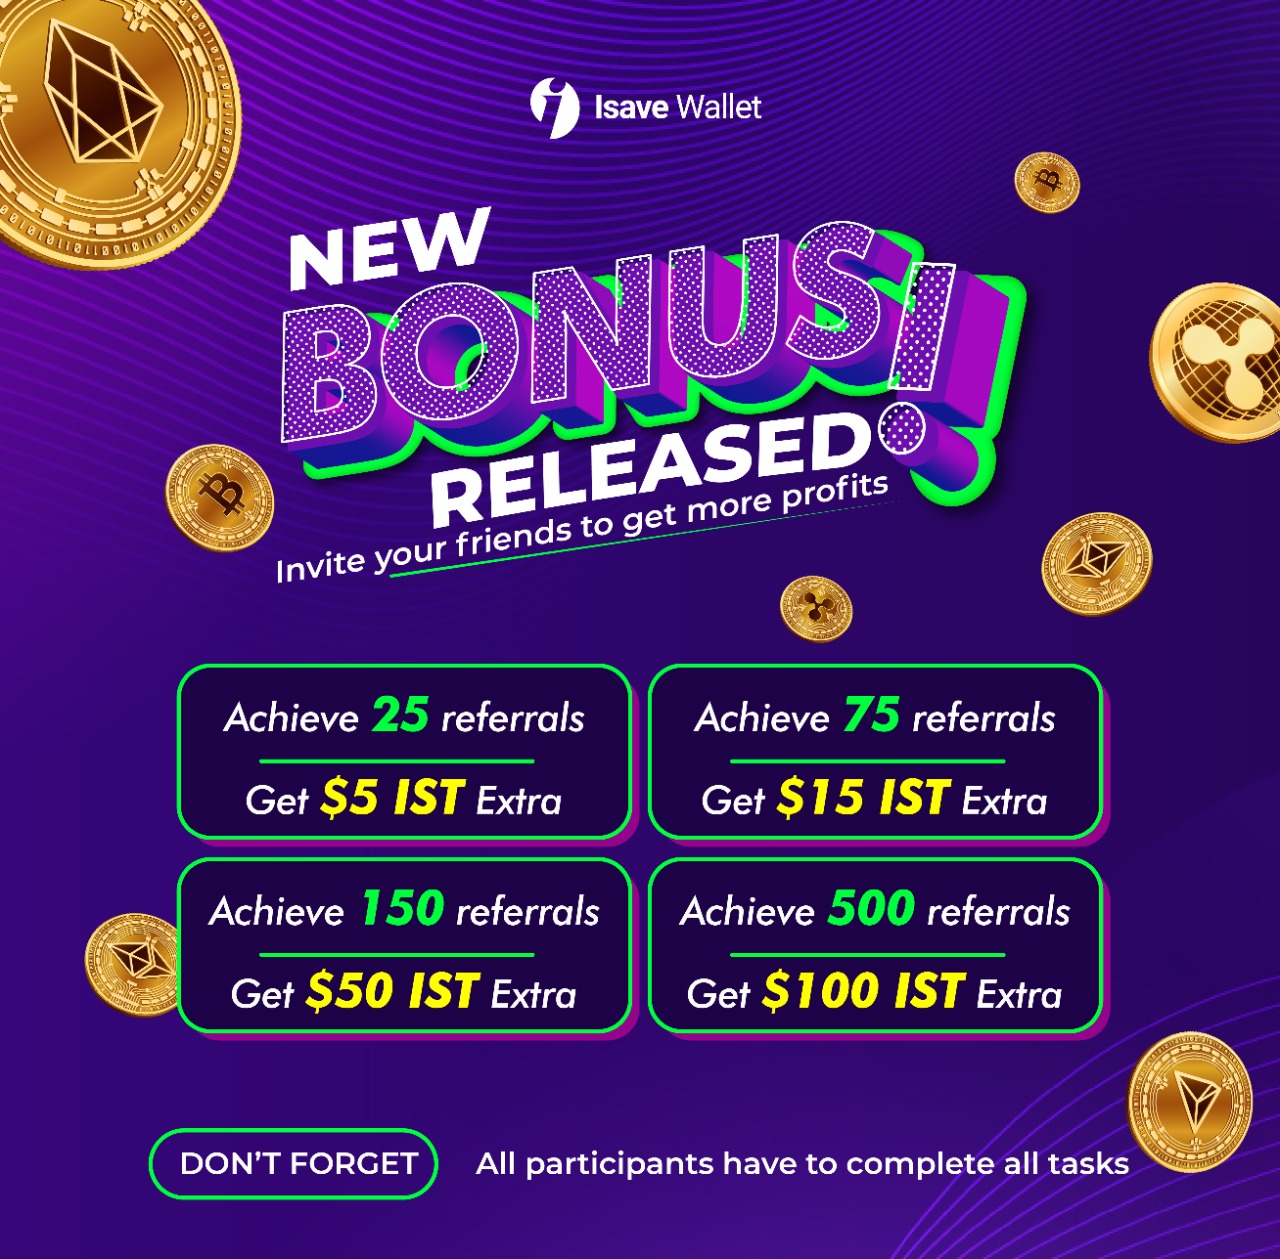 Isave Wallet
NEW
BONUS!
RELEASED
Invite your friends to get more profits
Achieve 25 referrals
Get $5 IST Extra
Achieve 75 referrals
Get $15 IST Extra
Achieve 150 referrals
Get $50 IST Extra
Achieve 500 referrals
Get $100 IST Extra
DON'T FORGET
All participants have to complete all tasks